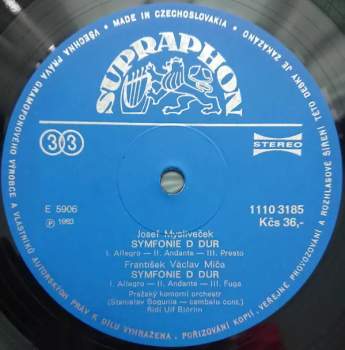 • MADE IN CZECHOSLOVAKIA •
VŠECHNA PRÁVA GRAMOFONOVÉHO VÝROBCE A VLASTNÍKŮ AUTORSKÝCH PRÁV K DÍLU VYHRAŽENA. POŘIZOVÁNÍ KOPIÍ, VEŘEJNÉ PROVOZOVÁNÍ A ROZHLASOVÉ ŠÍŘENÍ TÉTO DESKY JE ZAKÁZÁNO
SUPRAPHON
33
STEREO
E 5906
℗ 1983
1110 3185
Kčs 36,-
Josef Mysliveček
SYMFONIE D DUR
I. Allegro — II. Andante — III. Presto
František Václav Míča
SYMFONIE D DUR
I. Allegro — II. Andante — III. Fuga
Pražský komorní orchestr
(Stanislav Bogunia — cembalo cont.)
Řídí Ulf Björlin